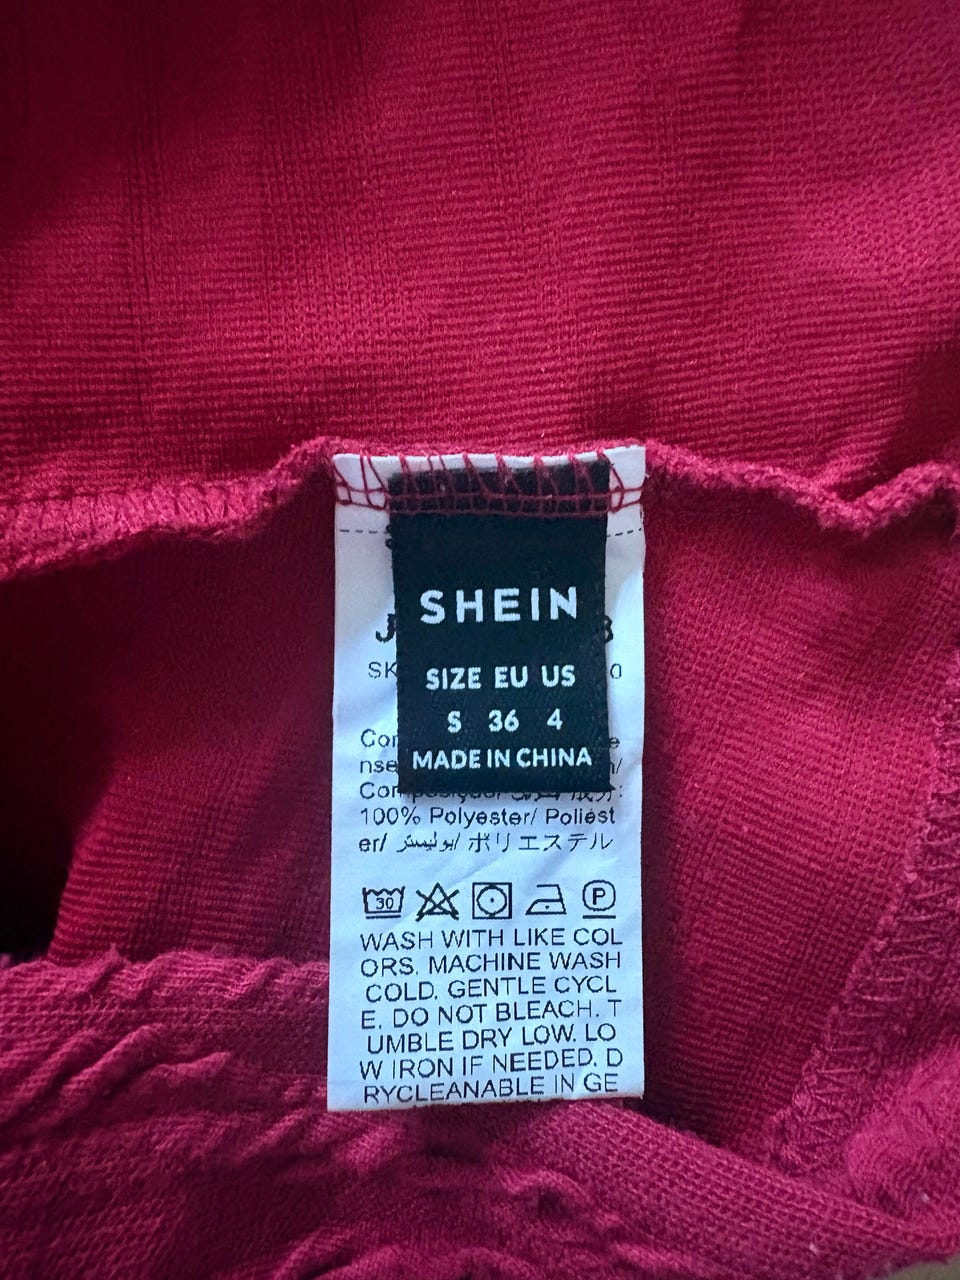 SHEIN
SIZE EU US
S 36 4
MADE IN CHINA
100% Polyester/ Poliést
er/ بوليستر/ ポリエステル
30
P
WASH WITH LIKE COL
ORS. MACHINE WASH
COLD. GENTLE CYCL
E. DO NOT BLEACH. T
UMBLE DRY LOW. LO
W IRON IF NEEDED. D
RYCLEANABLE IN GE